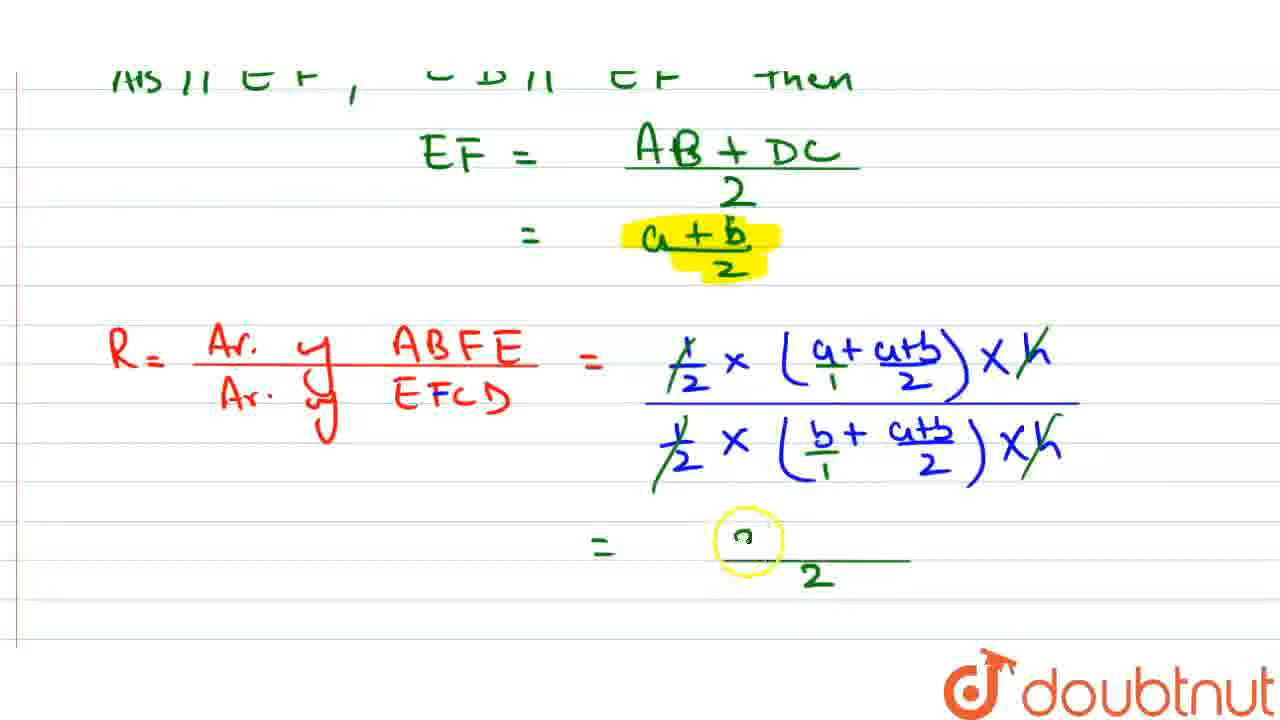 AB || EF, CD || EF then
EF = AB + DC / 2
= a + b / 2
R = Ar. of ABFE / Ar. of EFCD = 1/2 × (a/1 + a+b/2) × h / 1/2 × (b/1 + a+b/2) × h
= / 2
doubtnut